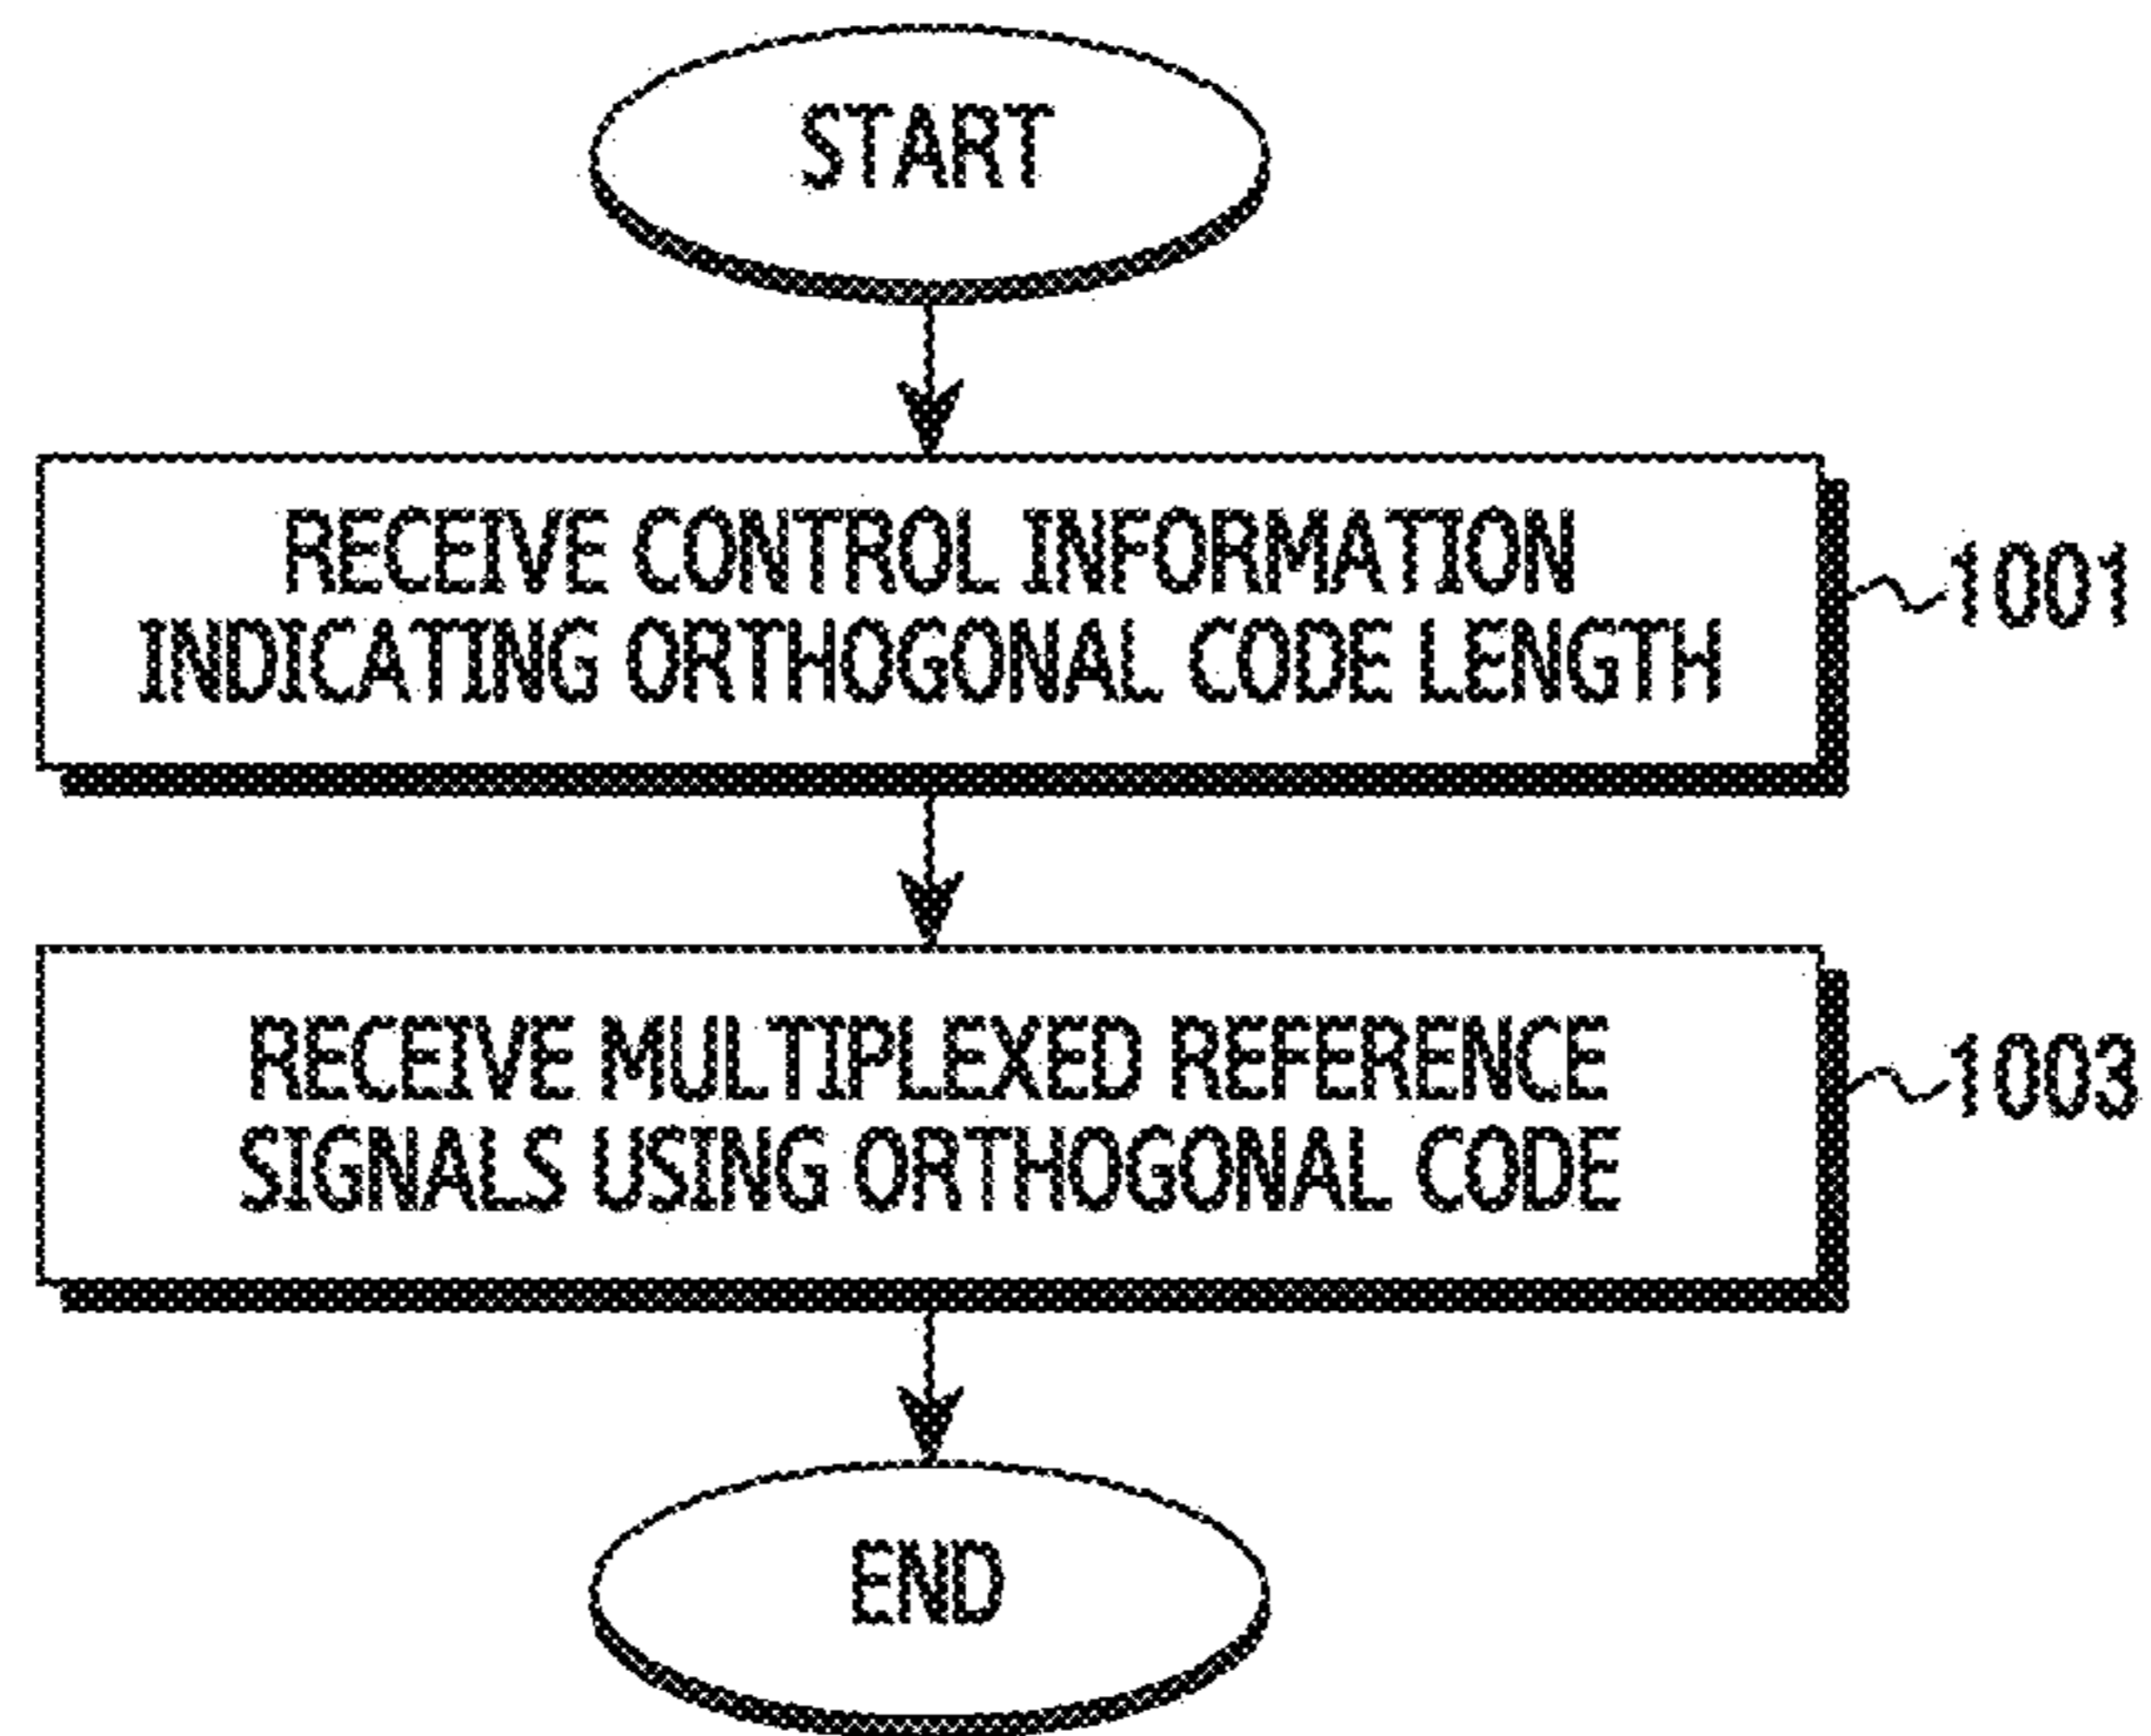 START
RECEIVE CONTROL INFORMATION
INDICATING ORTHOGONAL CODE LENGTH
1001
RECEIVE MULTIPLEXED REFERENCE
SIGNALS USING ORTHOGONAL CODE
1003
END